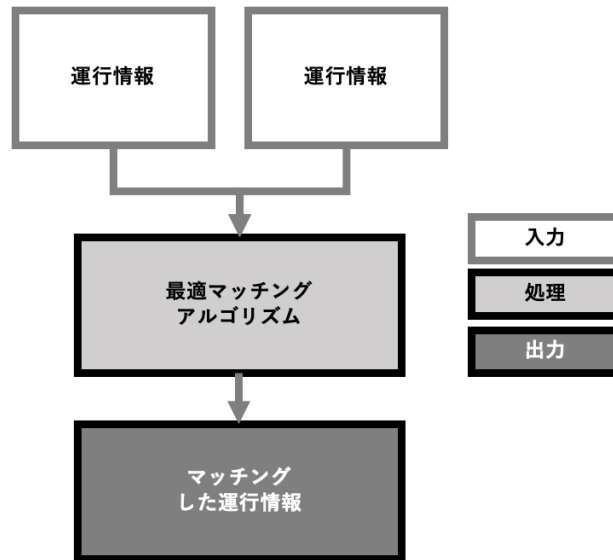 運行情報
運行情報
最適マッチング
アルゴリズム
マッチング
した運行情報
入力
処理
出力